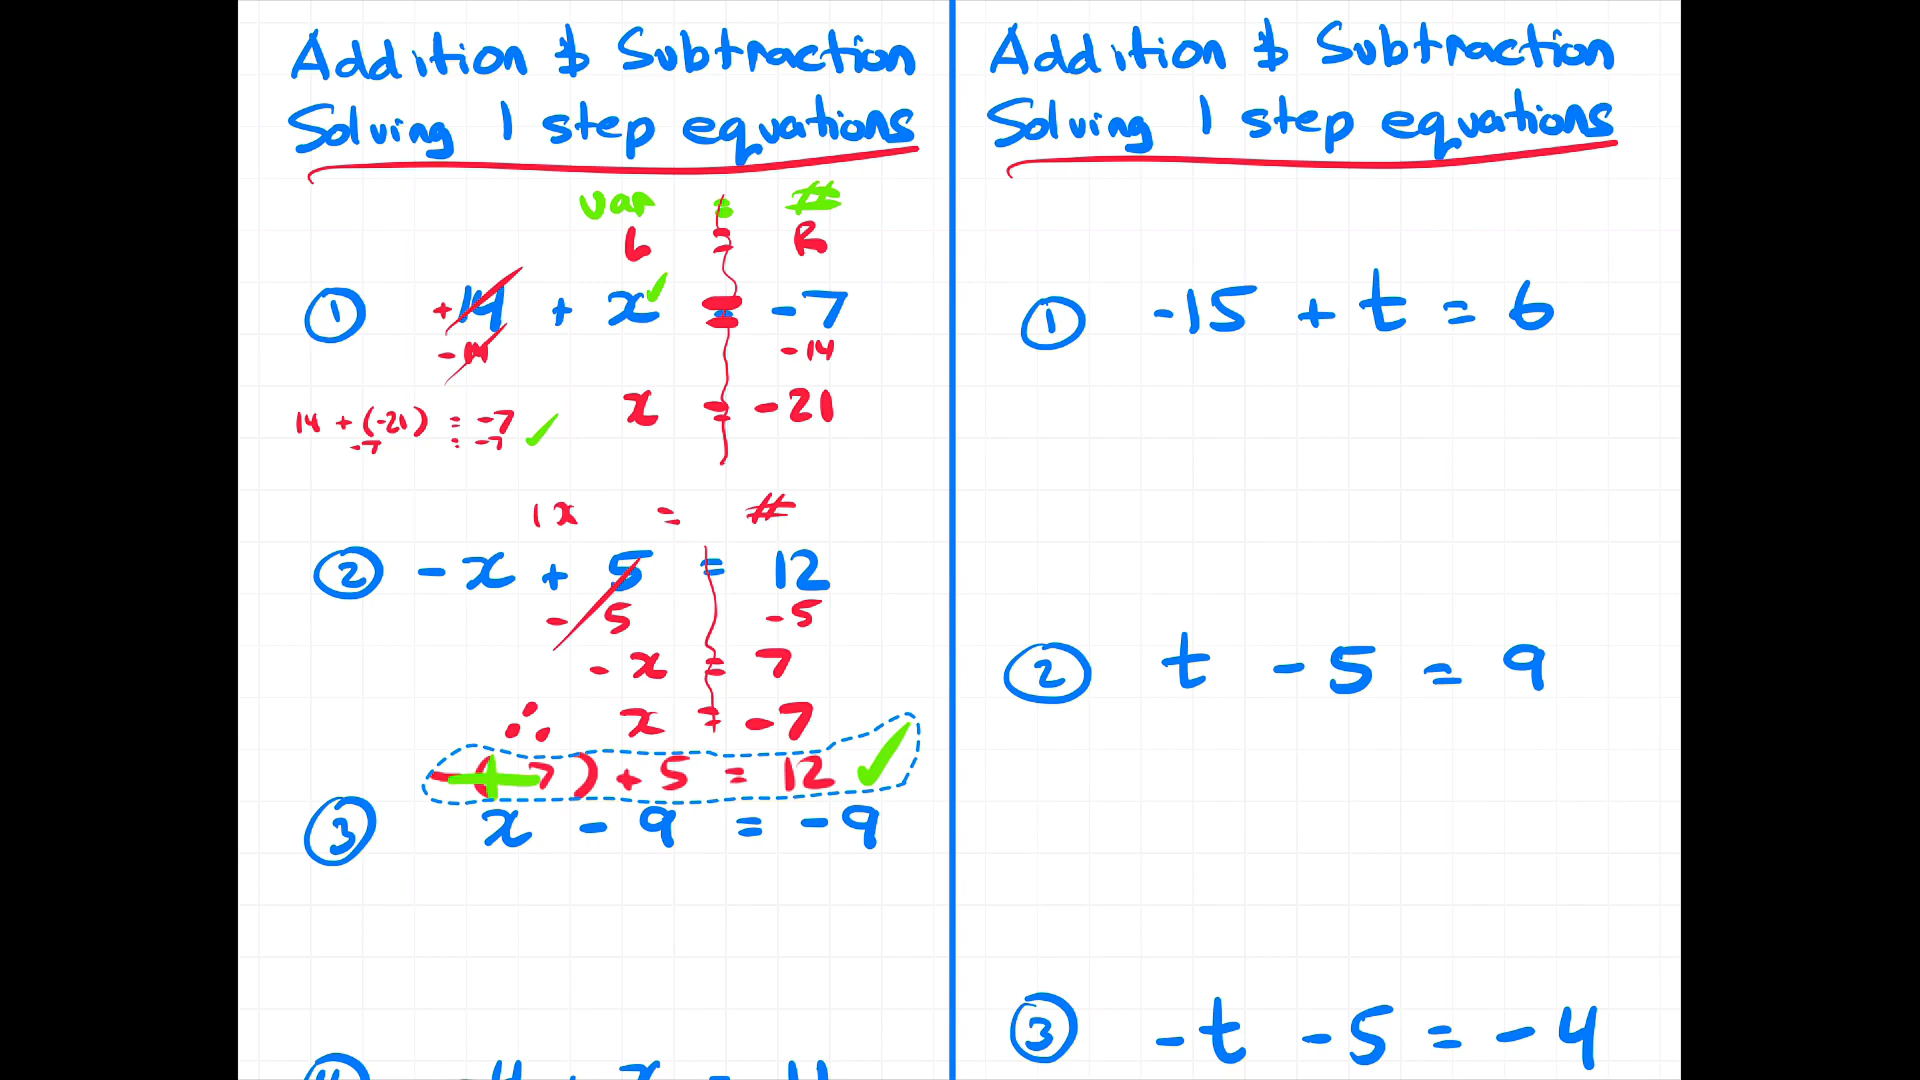 Addition & Subtraction
Solving 1 step equations
var = #
L = R
① +14 + x = -7
-14 -14
x = -21
14 + (-21) = -7
-7 = -7
1x = #
② -x + 5 = 12
- 5 -5
-x = 7
∴ x = -7
-(-7) + 5 = 12
③ x - 9 = -9
Addition & Subtraction
Solving 1 step equations
① -15 + t = 6
② t - 5 = 9
③ -t - 5 = -4